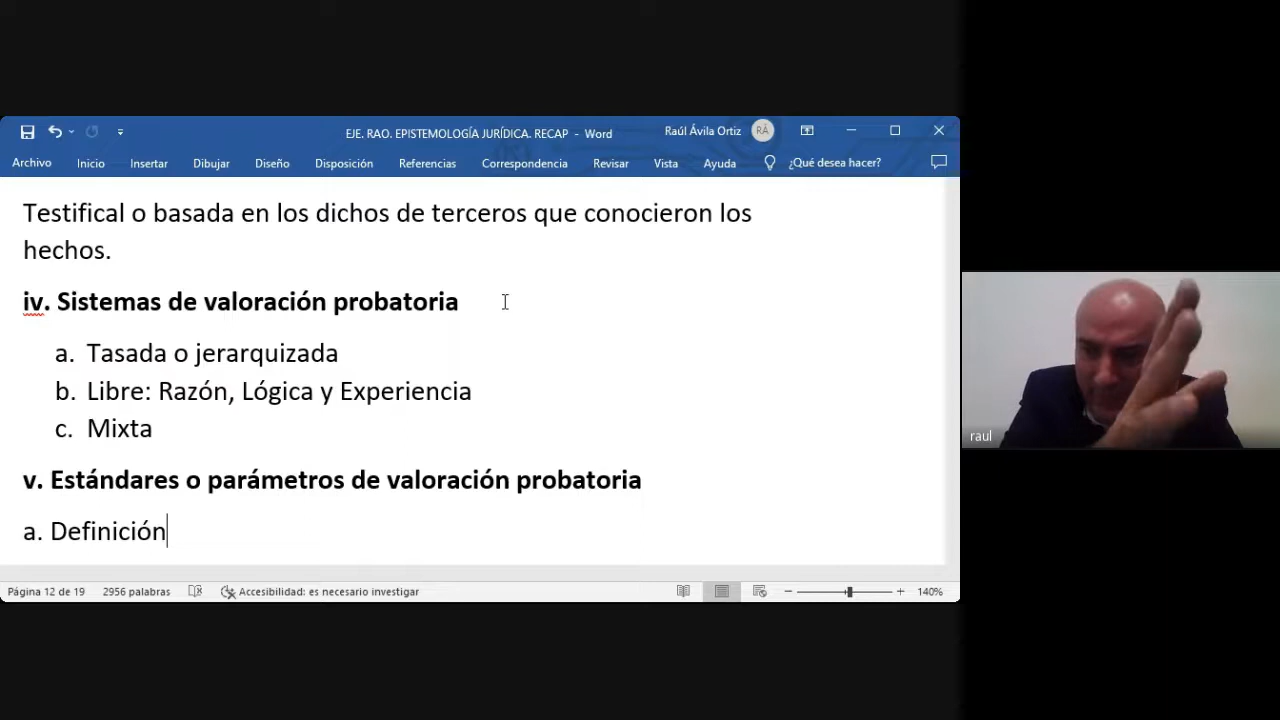 EJE. RAO. EPISTEMOLOGÍA JURÍDICA. RECAP - Word
Raúl Ávila Ortiz
RÁ
Archivo Inicio Insertar Dibujar Diseño Disposición Referencias Correspondencia Revisar Vista Ayuda ¿Qué desea hacer?
Testifical o basada en los dichos de terceros que conocieron los
hechos.
iv. Sistemas de valoración probatoria
a. Tasada o jerarquizada
b. Libre: Razón, Lógica y Experiencia
c. Mixta
v. Estándares o parámetros de valoración probatoria
a. Definición
Página 12 de 19 2956 palabras Accesibilidad: es necesario investigar 140%
raul